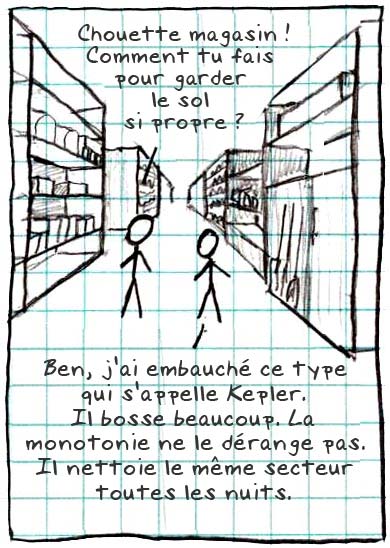 Chouette magasin !
Comment tu fais
pour garder
le sol
si propre ?
Ben, j'ai embauché ce type
qui s'appelle Kepler.
Il bosse beaucoup. La
monotonie ne le dérange pas.
Il nettoie le même secteur
toutes les nuits.